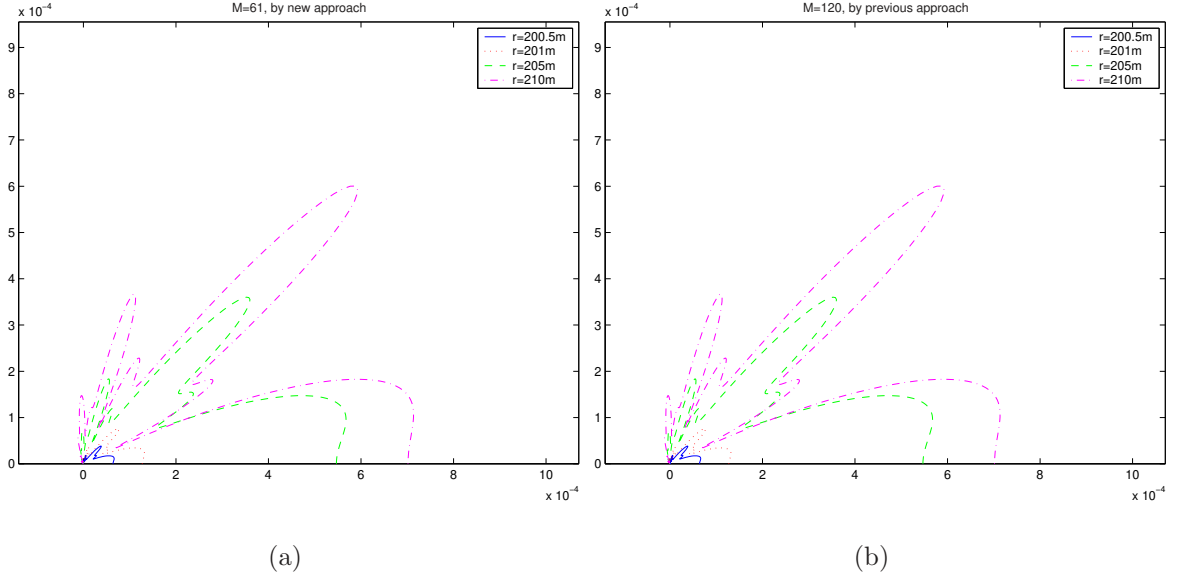 M=61, by new approach
x 10⁻⁴
9
8
7
6
5
4
3
2
1
0
0 2 4 6 8 10
x 10⁻⁴
r=200.5m
r=201m
r=205m
r=210m
(a)
M=120, by previous approach
x 10⁻⁴
9
8
7
6
5
4
3
2
1
0
0 2 4 6 8 10
x 10⁻⁴
r=200.5m
r=201m
r=205m
r=210m
(b)